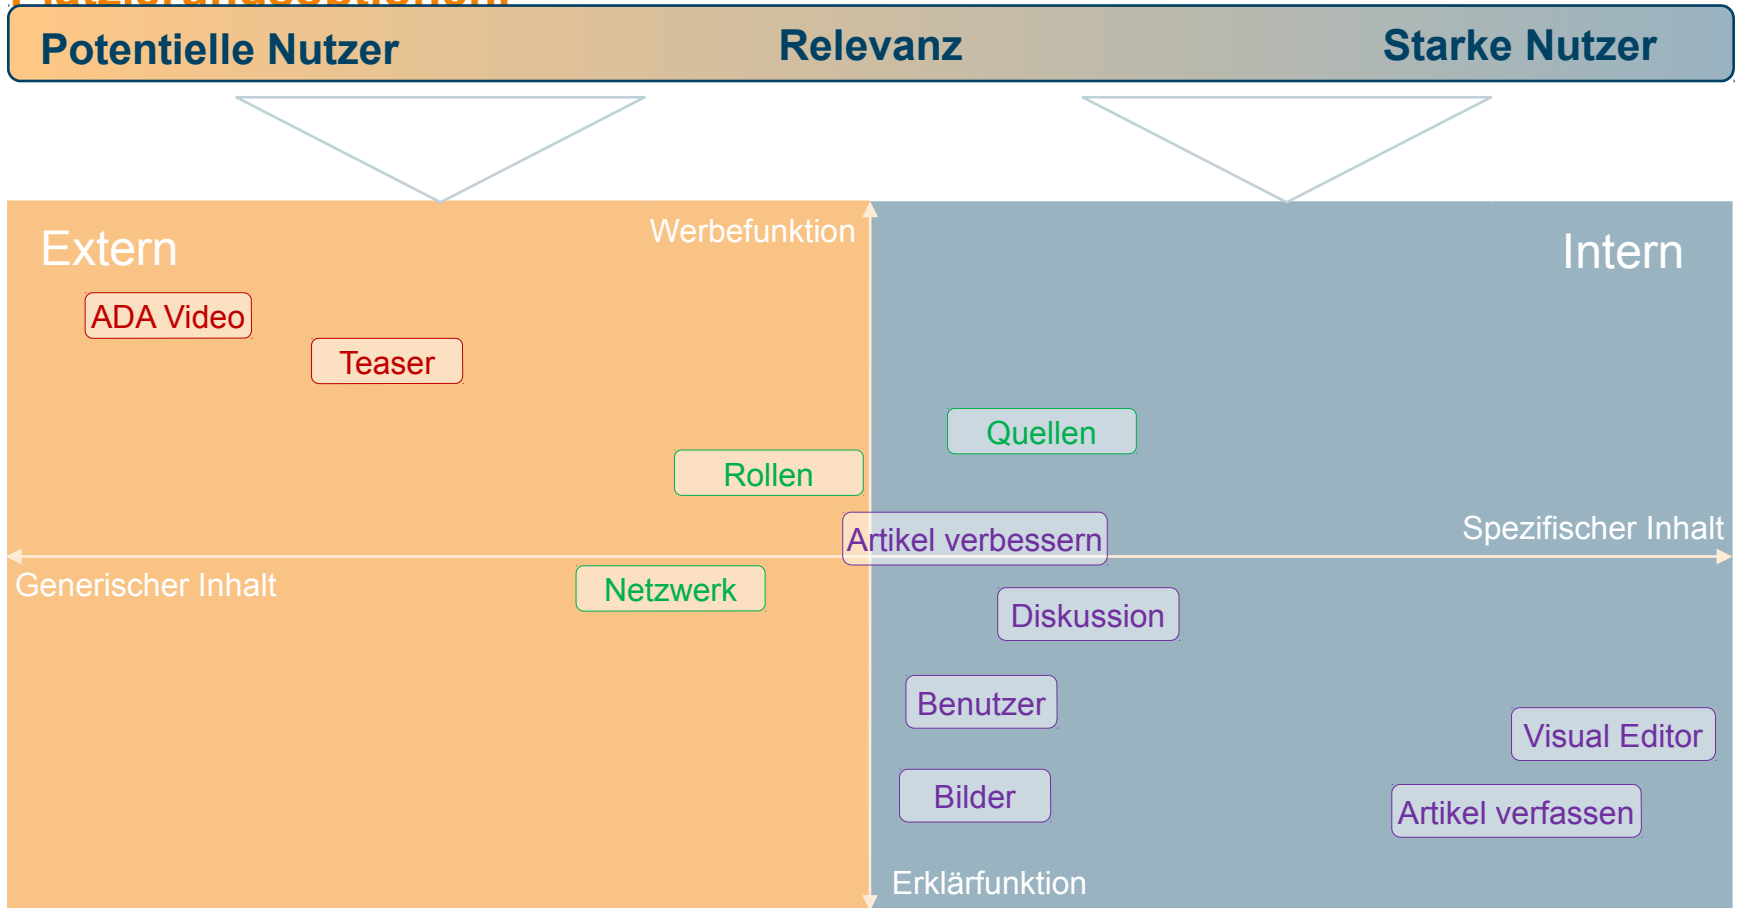 Platzierungsoptionen:
Potentielle Nutzer
Relevanz
Starke Nutzer
Extern
Werbefunktion
Intern
ADA Video
Teaser
Quellen
Rollen
Artikel verbessern
Spezifischer Inhalt
Generischer Inhalt
Netzwerk
Diskussion
Benutzer
Visual Editor
Bilder
Artikel verfassen
Erklärfunktion